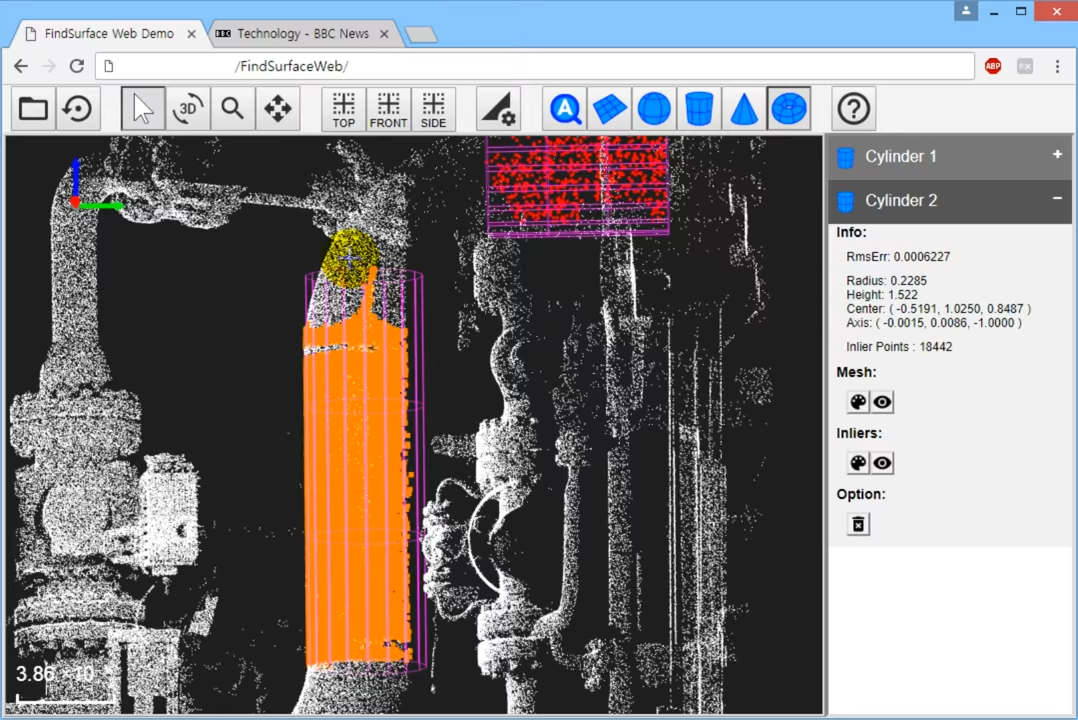 FindSurface Web Demo
BBC Technology - BBC News
/FindSurfaceWeb/
ABP
TOP
FRONT
SIDE
A
?
Cylinder 1 +
Cylinder 2 −
Info:
RmsErr: 0.0006227
Radius: 0.2285
Height: 1.522
Center: ( -0.5191, 1.0250, 0.8487 )
Axis: ( -0.0015, 0.0086, -1.0000 )
Inlier Points : 18442
Mesh:
Inliers:
Option:
3D